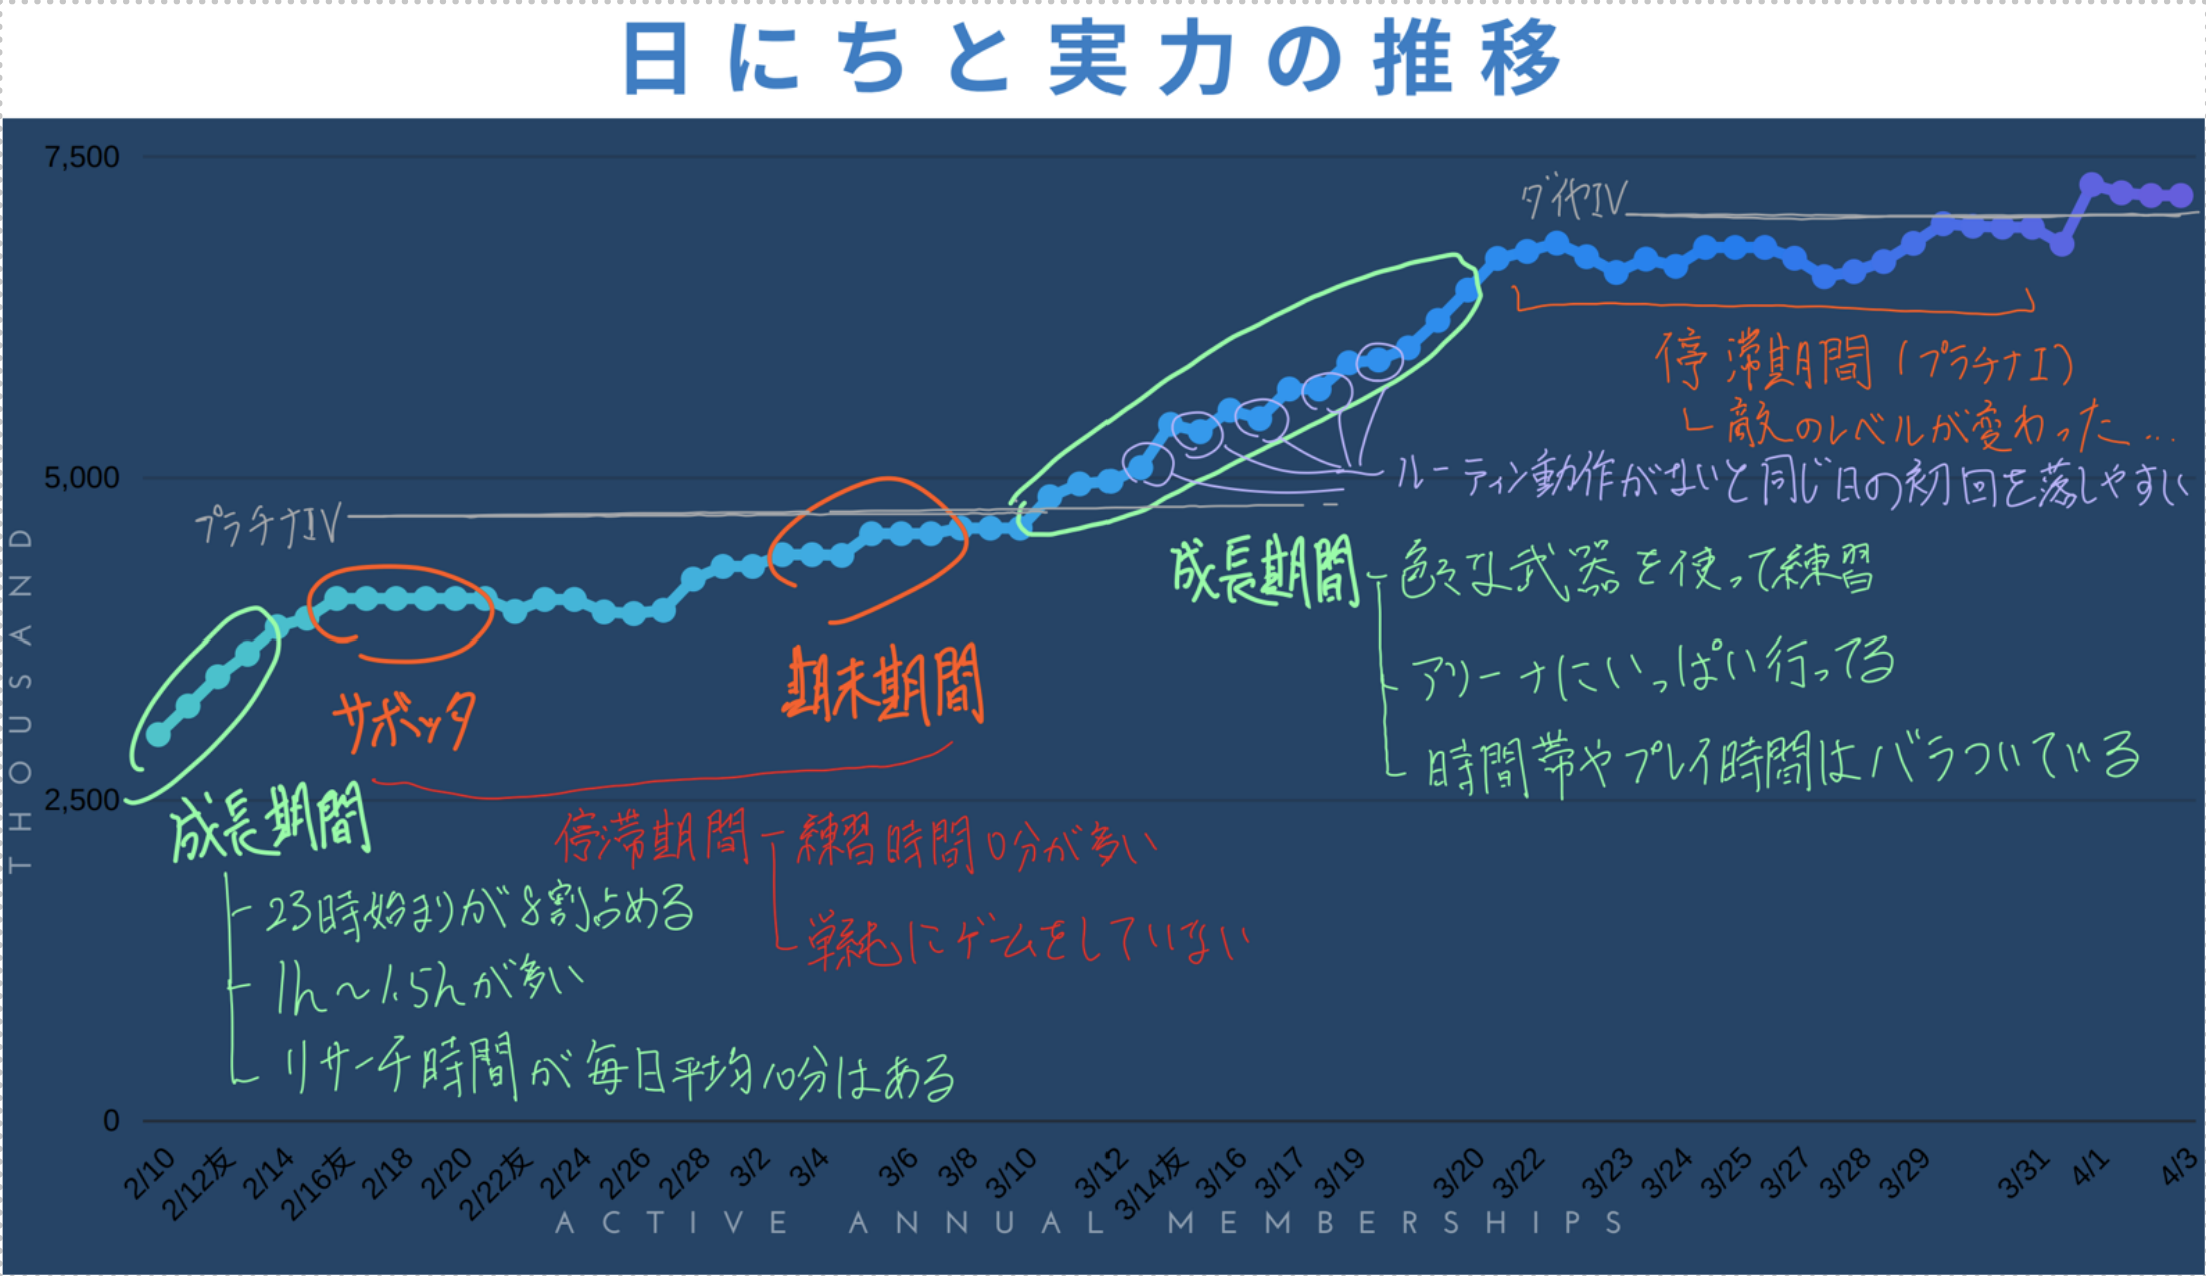 日にちと実力の推移
7,500
ダイヤIV
停滞期間(プラチナI)
敵のレベルが変わった...
ルーティン動作がないと同じ日の初回を落しやすい
5,000
プラチナIV
成長期間
色々な武器を使って練習
アリーナにいっぱい行ってる
時間帯やプレイ時間はバラついている
サボッタ
期末期間
2,500
成長期間
停滞期間
練習時間0分が多い
単純にゲームをしていない
23時始まりが8割占める
1h～1.5hが多い
リサーチ時間が毎日平均10分はある
0
THOUSAND
2/10
2/12友
2/14
2/16友
2/18
2/20
2/22友
2/24
2/26
2/28
3/2
3/4
3/6
3/8
3/10
3/12
3/14友
3/16
3/17
3/19
3/20
3/22
3/23
3/24
3/25
3/27
3/28
3/29
3/31
4/1
4/3
ACTIVE ANNUAL MEMBERSHIPS